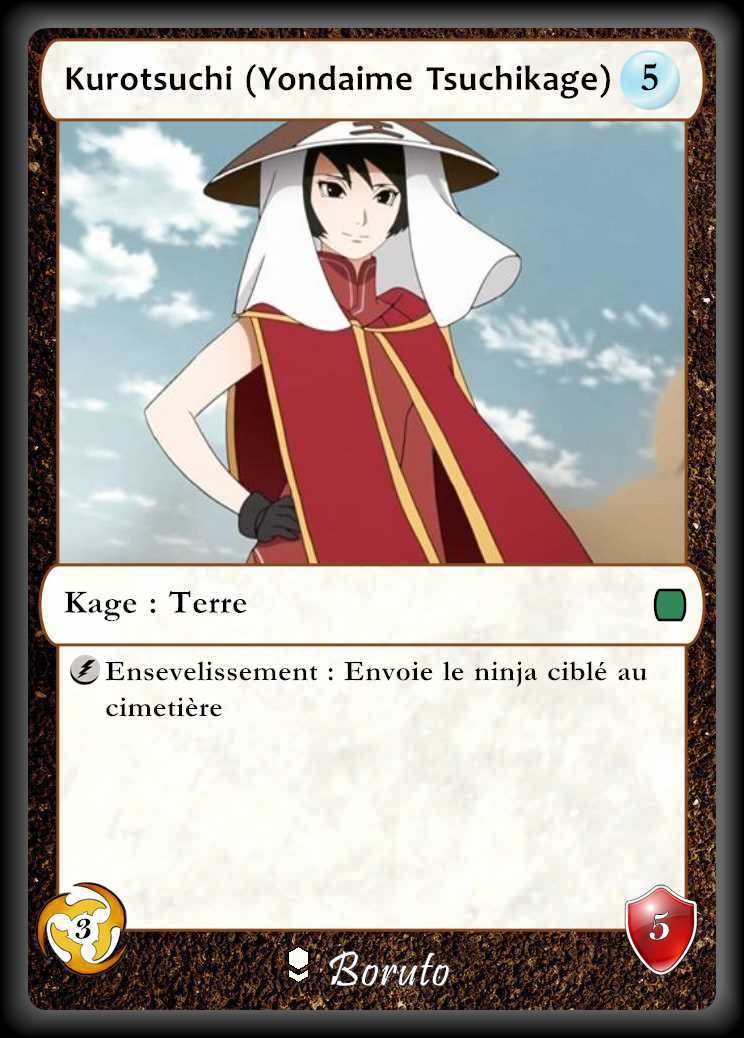 Kurotsuchi (Yondaime Tsuchikage) 5
Kage : Terre
Ensevelissement : Envoie le ninja ciblé au
cimetière
3
5
Boruto